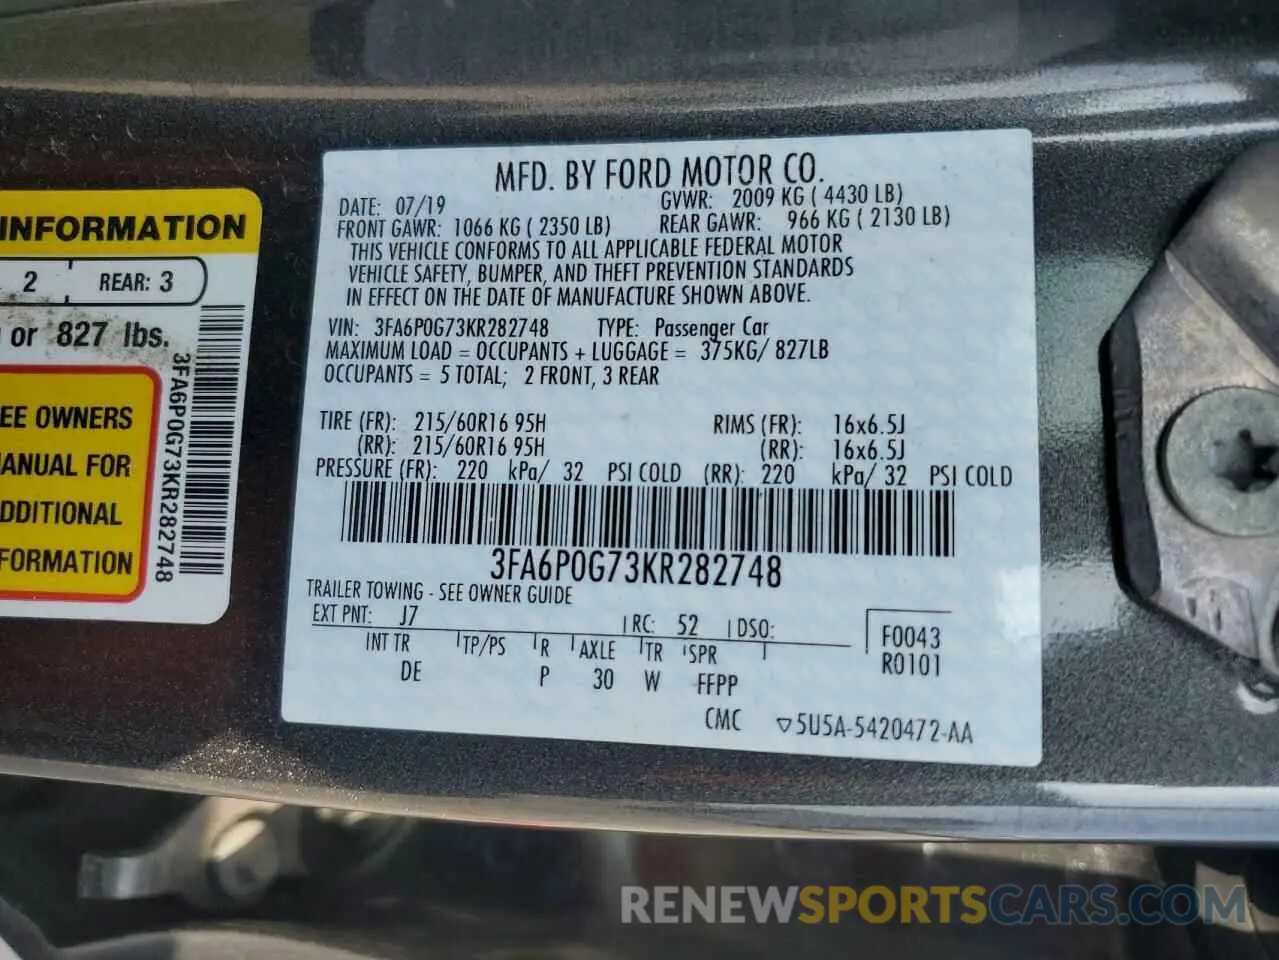 MFD. BY FORD MOTOR CO.
DATE: 07/19 GVWR: 2009 KG ( 4430 LB)
FRONT GAWR: 1066 KG ( 2350 LB) REAR GAWR: 966 KG ( 2130 LB)
THIS VEHICLE CONFORMS TO ALL APPLICABLE FEDERAL MOTOR
VEHICLE SAFETY, BUMPER, AND THEFT PREVENTION STANDARDS
IN EFFECT ON THE DATE OF MANUFACTURE SHOWN ABOVE.
VIN: 3FA6P0G73KR282748 TYPE: Passenger Car
MAXIMUM LOAD = OCCUPANTS + LUGGAGE = 375KG/ 827LB
OCCUPANTS = 5 TOTAL; 2 FRONT, 3 REAR
TIRE (FR): 215/60R16 95H RIMS (FR): 16x6.5J
(RR): 215/60R16 95H (RR): 16x6.5J
PRESSURE (FR): 220 kPa/ 32 PSI COLD (RR): 220 kPa/ 32 PSI COLD
3FA6P0G73KR282748
TRAILER TOWING - SEE OWNER GUIDE
EXT PNT: J7 RC: 52 DSO:
INT TR TP/PS R AXLE TR SPR
DE P 30 W FFPP
F0043
R0101
CMC ▽5U5A-5420472-AA
INFORMATION
2 REAR: 3
or 827 lbs.
EE OWNERS
ANUAL FOR
DDITIONAL
FORMATION
3FA6P0G73KR282748
RENEWSPORTSCARS.COM